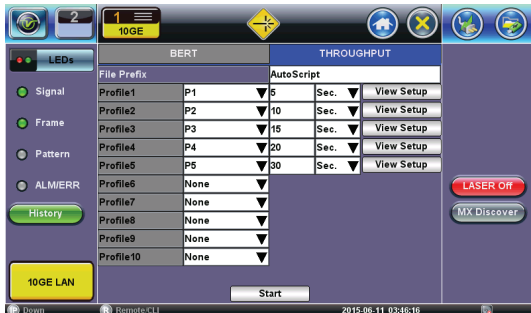 2
1
10GE
LEDs
Signal
Frame
Pattern
ALM/ERR
History
10GE LAN
BERT THROUGHPUT
File Prefix AutoScript
Profile1 P1 5 Sec. View Setup
Profile2 P2 10 Sec. View Setup
Profile3 P3 15 Sec. View Setup
Profile4 P4 20 Sec. View Setup
Profile5 P5 30 Sec. View Setup
Profile6 None
Profile7 None
Profile8 None
Profile9 None
Profile10 None
Start
LASER Off
MX Discover
IP Down R Remote/CLI 2015-06-11 03:46:16